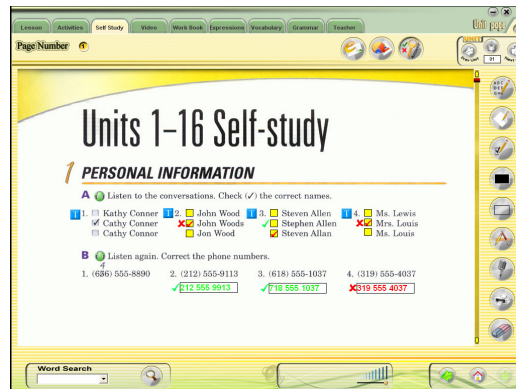 Lesson Activities Self Study Video Work Book Expressions Vocabulary Grammar Teacher
Page Number
Units 1–16 Self-study
1 PERSONAL INFORMATION
A Listen to the conversations. Check (✓) the correct names.
1. Kathy Conner 2. John Wood 3. Steven Allen 4. Ms. Lewis
Cathy Conner John Woods Stephen Allen Mrs. Louis
Cathy Connor Jon Wood Steven Allan Ms. Louis
B Listen again. Correct the phone numbers.
4
1. (636) 555-8890 2. (212) 555-9113 3. (618) 555-1037 4. (319) 555-4037
212 555 9913 718 555 1037 319 555 4037
Word Search